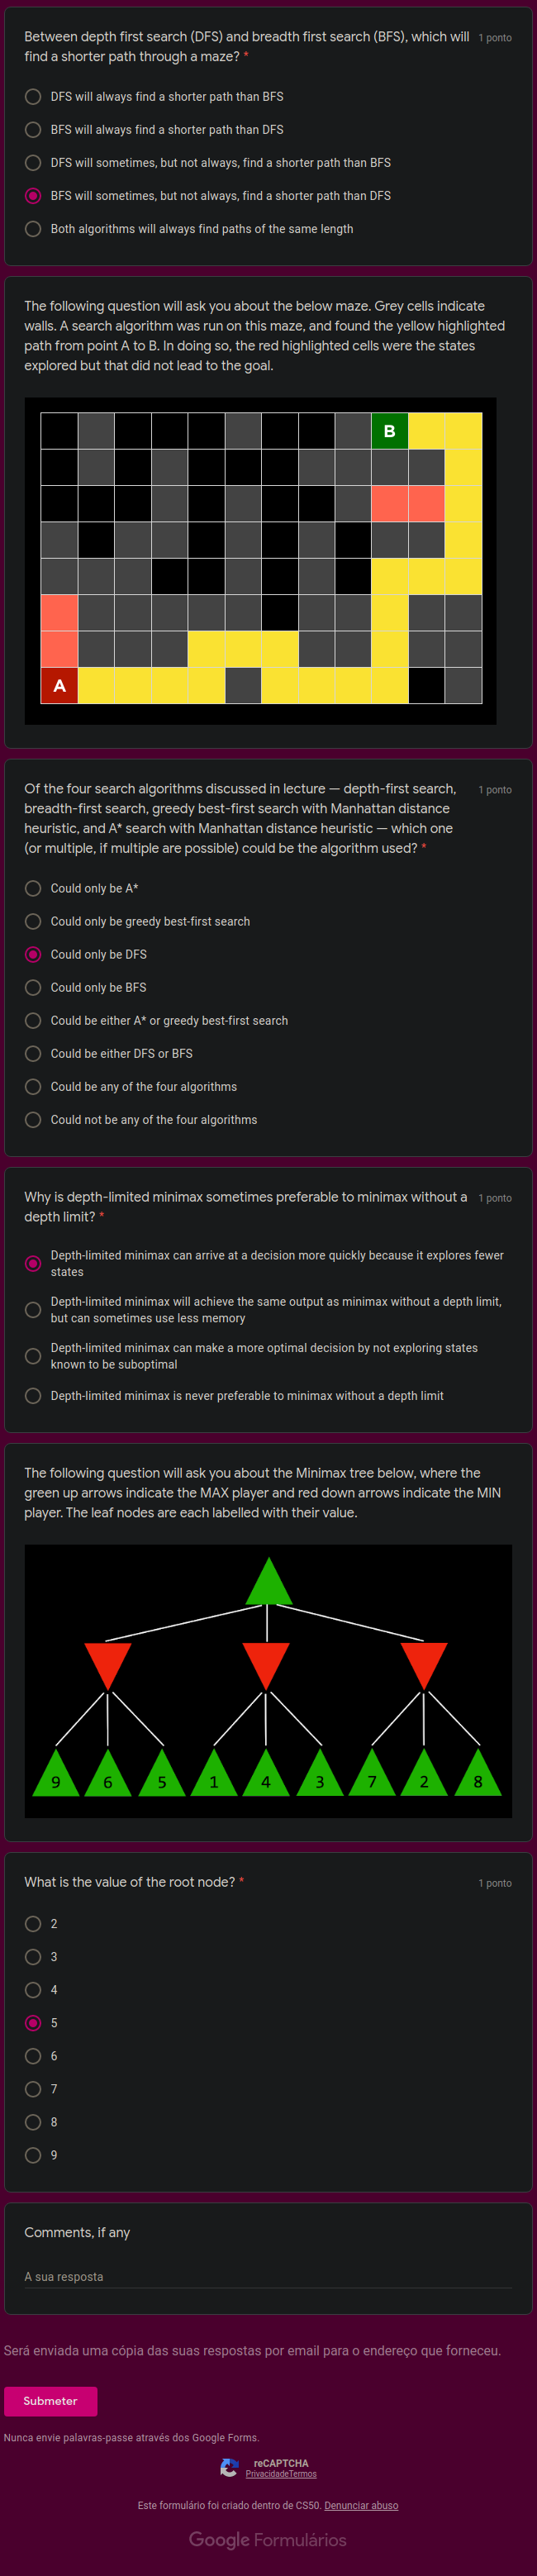 Between depth first search (DFS) and breadth first search (BFS), which will 1 ponto
find a shorter path through a maze? *
DFS will always find a shorter path than BFS
BFS will always find a shorter path than DFS
DFS will sometimes, but not always, find a shorter path than BFS
BFS will sometimes, but not always, find a shorter path than DFS
Both algorithms will always find paths of the same length
The following question will ask you about the below maze. Grey cells indicate
walls. A search algorithm was run on this maze, and found the yellow highlighted
path from point A to B. In doing so, the red highlighted cells were the states
explored but that did not lead to the goal.
B
A
Of the four search algorithms discussed in lecture — depth-first search, 1 ponto
breadth-first search, greedy best-first search with Manhattan distance
heuristic, and A* search with Manhattan distance heuristic — which one
(or multiple, if multiple are possible) could be the algorithm used? *
Could only be A*
Could only be greedy best-first search
Could only be DFS
Could only be BFS
Could be either A* or greedy best-first search
Could be either DFS or BFS
Could be any of the four algorithms
Could not be any of the four algorithms
Why is depth-limited minimax sometimes preferable to minimax without a 1 ponto
depth limit? *
Depth-limited minimax can arrive at a decision more quickly because it explores fewer
states
Depth-limited minimax will achieve the same output as minimax without a depth limit,
but can sometimes use less memory
Depth-limited minimax can make a more optimal decision by not exploring states
known to be suboptimal
Depth-limited minimax is never preferable to minimax without a depth limit
The following question will ask you about the Minimax tree below, where the
green up arrows indicate the MAX player and red down arrows indicate the MIN
player. The leaf nodes are each labelled with their value.
9 6 5 1 4 3 7 2 8
What is the value of the root node? * 1 ponto
2
3
4
5
6
7
8
9
Comments, if any
A sua resposta
Será enviada uma cópia das suas respostas por email para o endereço que forneceu.
Submeter
Nunca envie palavras-passe através dos Google Forms.
reCAPTCHA
PrivacidadeTermos
Este formulário foi criado dentro de CS50. Denunciar abuso
Google Formulários